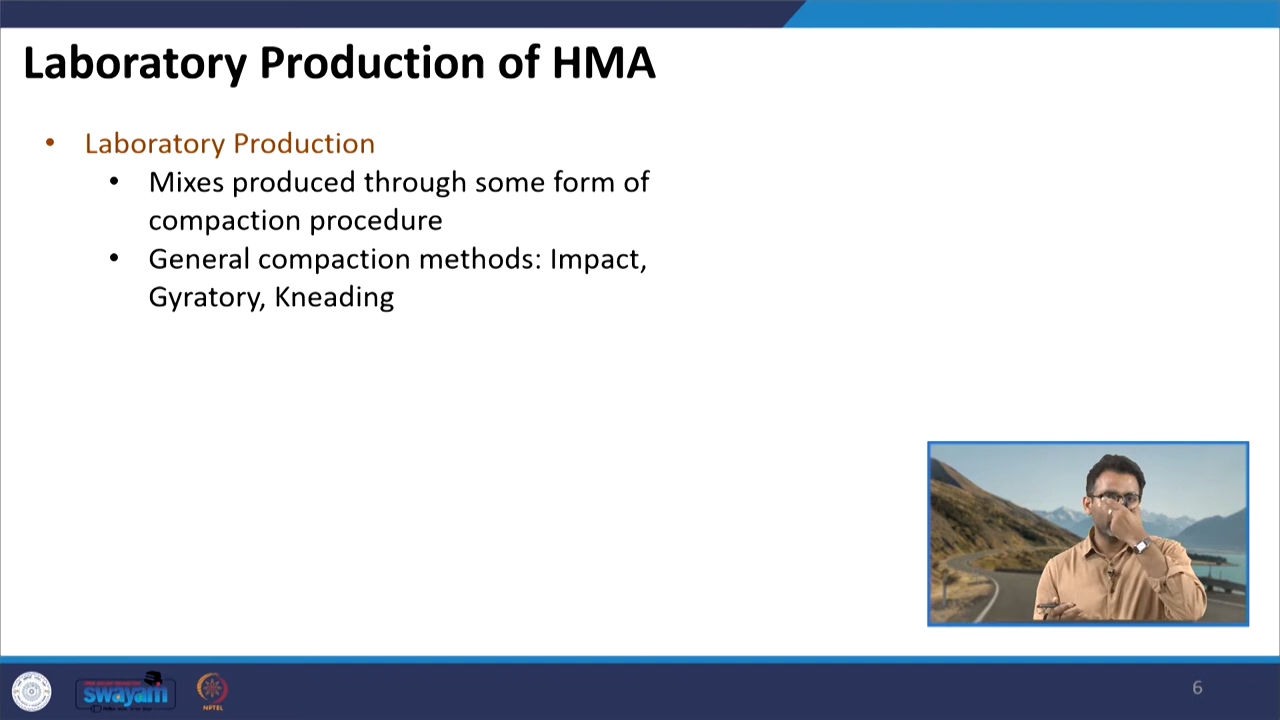 Laboratory Production of HMA
• Laboratory Production
• Mixes produced through some form of
compaction procedure
• General compaction methods: Impact,
Gyratory, Kneading
swayam
NPTEL
6